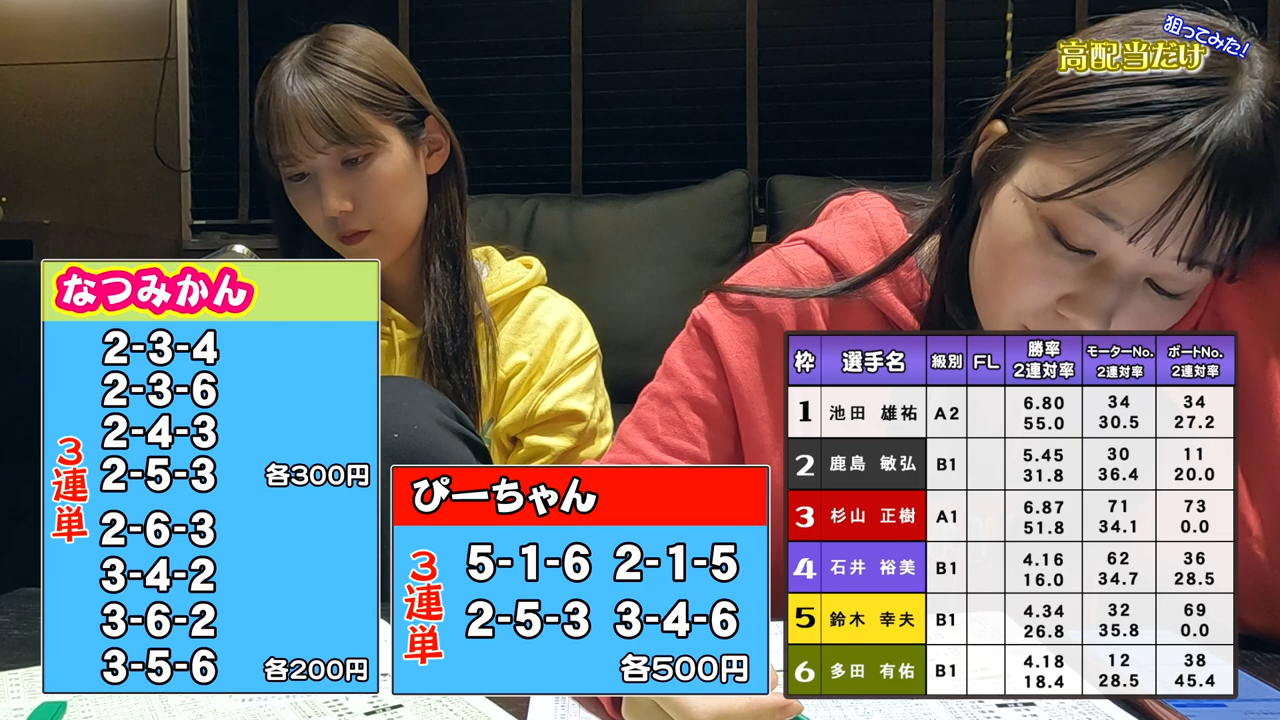 狙ってみた!
高配当だけ
なつみかん
3連単
2-3-4
2-3-6
2-4-3
2-5-3 各300円
2-6-3
3-4-2
3-6-2
3-5-6 各200円
ぴーちゃん
3連単
5-1-6 2-1-5
2-5-3 3-4-6
各500円
枠 選手名 級別 FL 勝率 2連対率 モーターNo. 2連対率 ボートNo. 2連対率
1 池田 雄祐 A2 6.80 55.0 34 30.5 34 27.2
2 鹿島 敏弘 B1 5.45 31.8 30 36.4 11 20.0
3 杉山 正樹 A1 6.87 51.8 71 34.1 73 0.0
4 石井 裕美 B1 4.16 16.0 62 34.7 36 28.5
5 鈴木 幸夫 B1 4.34 26.8 32 35.8 69 0.0
6 多田 有佑 B1 4.18 18.4 12 28.5 38 45.4